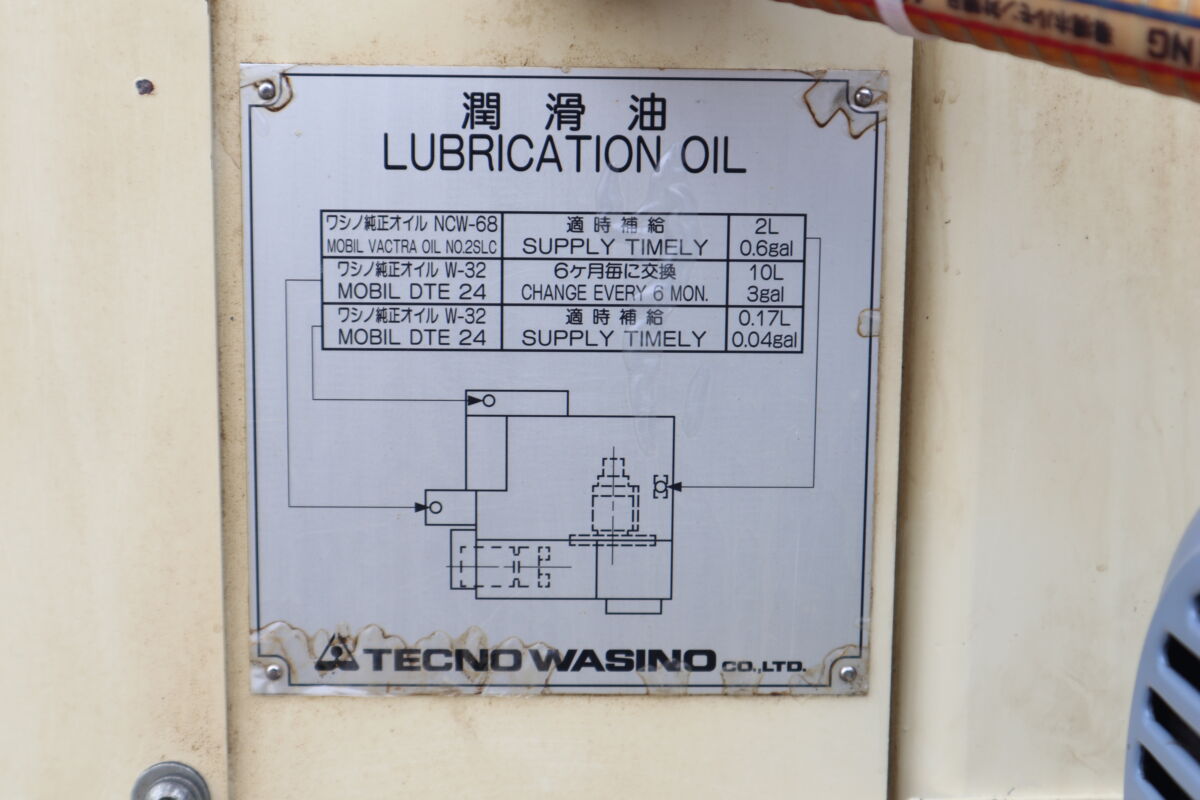 潤滑油
LUBRICATION OIL
ワシノ純正オイル NCW-68 適時補給 2L
MOBIL VACTRA OIL NO.2SLC SUPPLY TIMELY 0.6gal
ワシノ純正オイル W-32 6ケ月毎に交換 10L
MOBIL DTE 24 CHANGE EVERY 6 MON. 3gal
ワシノ純正オイル W-32 適時補給 0.17L
MOBIL DTE 24 SUPPLY TIMELY 0.04gal
TECNO WASINO CO.,LTD.